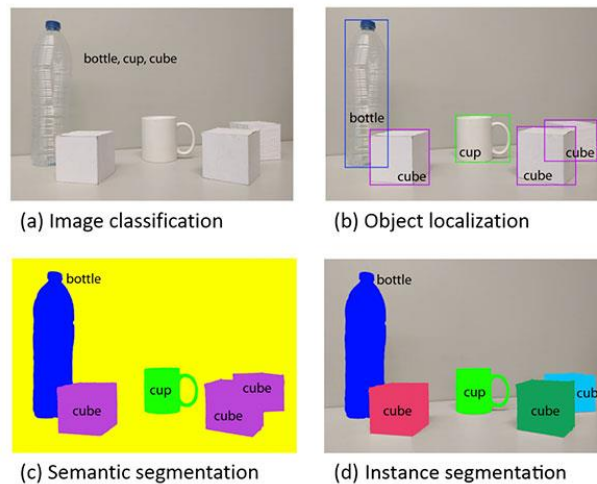 bottle, cup, cube
bottle
cup
cube
cube
cube
(a) Image classification
(b) Object localization
bottle
cube
cup
cube
cube
bottle
cube
cup
cube
cube
(c) Semantic segmentation
(d) Instance segmentation